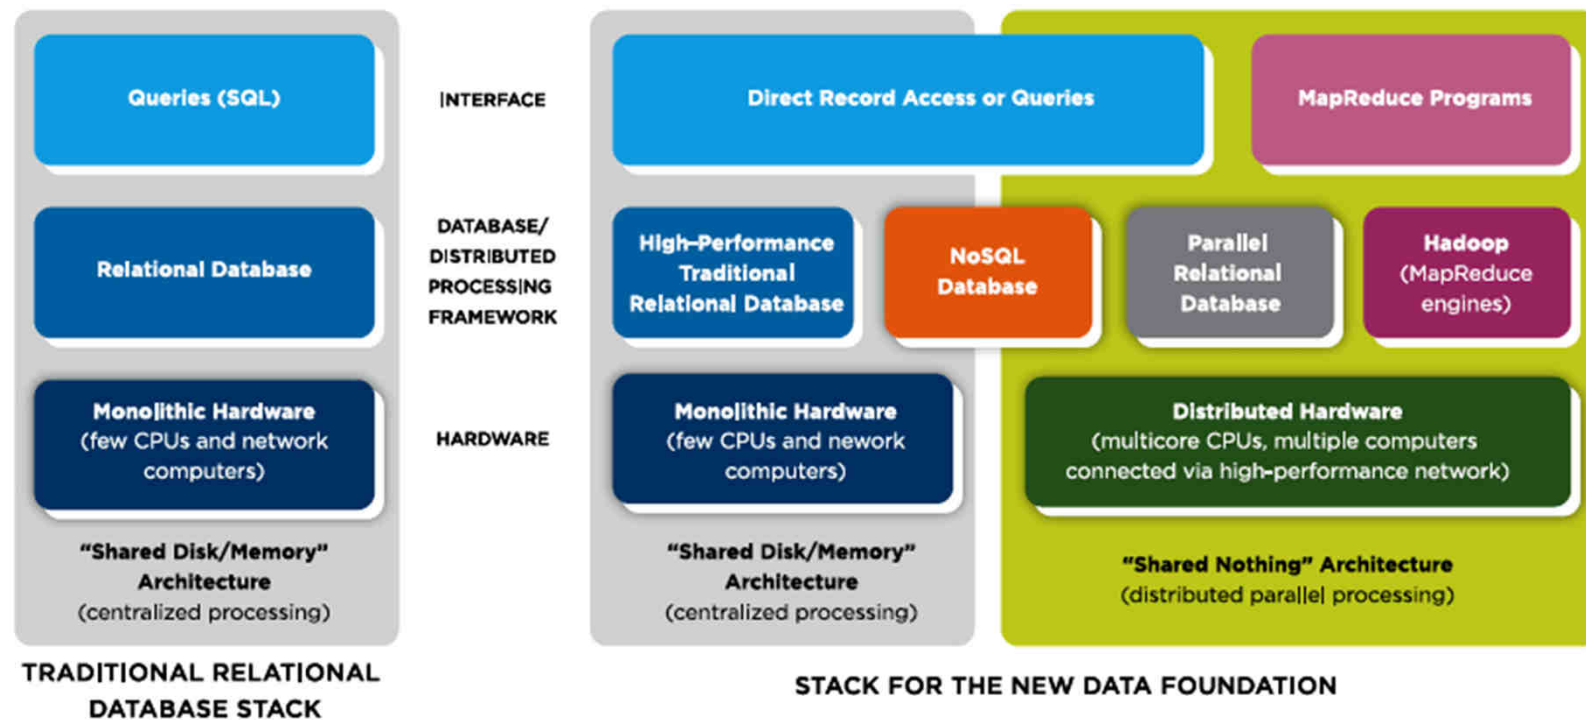 Queries (SQL)
INTERFACE
Direct Record Access or Queries
MapReduce Programs
Relational Database
DATABASE/
DISTRIBUTED
PROCESSING
FRAMEWORK
High-Performance
Traditional
Relational Database
NoSQL
Database
Parallel
Relational
Database
Hadoop
(MapReduce
engines)
Monolithic Hardware
(few CPUs and network
computers)
HARDWARE
Monolithic Hardware
(few CPUs and nework
computers)
Distributed Hardware
(multicore CPUs, multiple computers
connected via high-performance network)
“Shared Disk/Memory”
Architecture
(centralized processing)
“Shared Disk/Memory”
Architecture
(centralized processing)
“Shared Nothing” Architecture
(distributed parallel processing)
TRADITIONAL RELATIONAL
DATABASE STACK
STACK FOR THE NEW DATA FOUNDATION